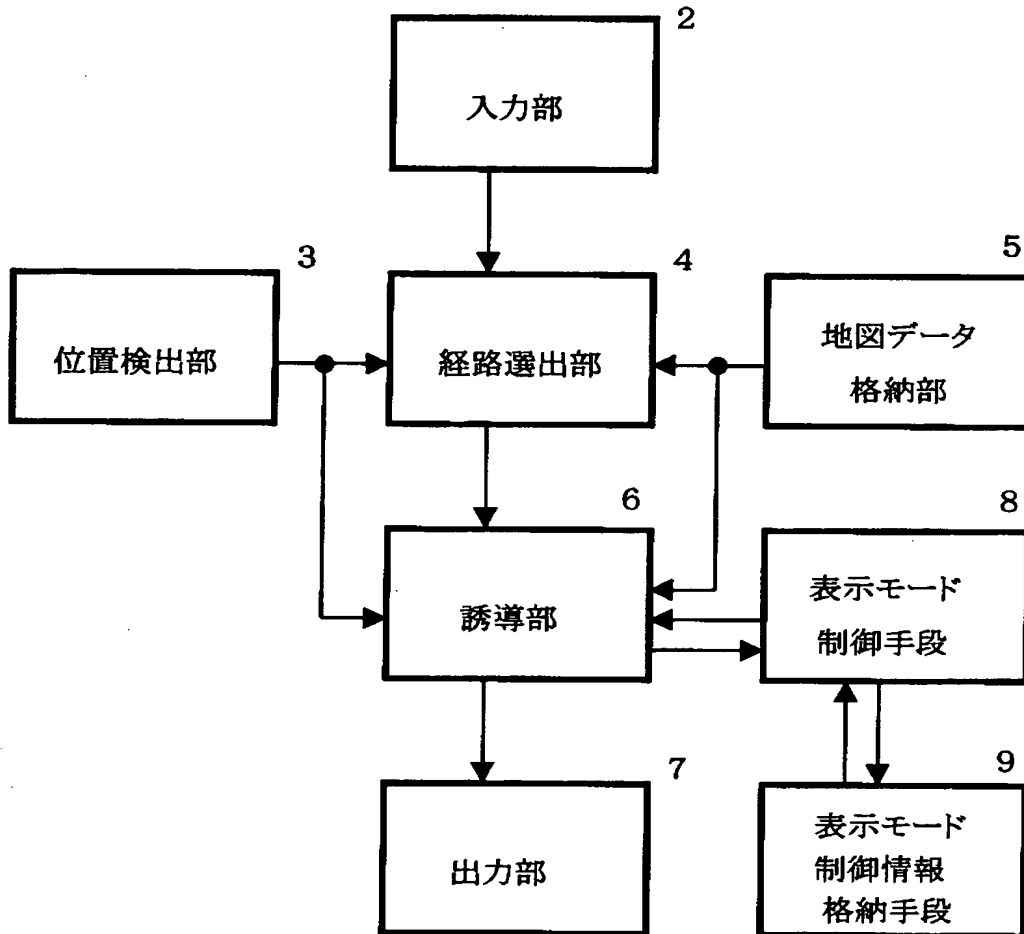 2
入力部
3
位置検出部
4
経路選出部
5
地図データ
格納部
6
誘導部
8
表示モード
制御手段
7
出力部
9
表示モード
制御情報
格納手段